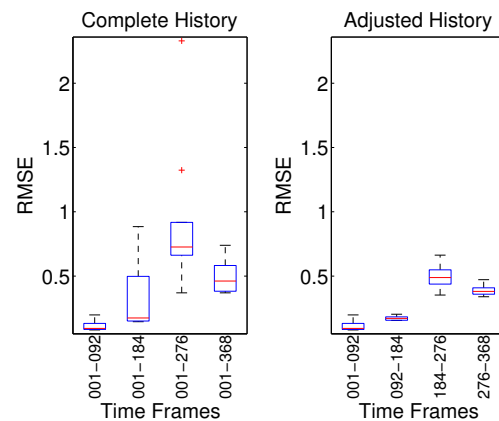 Complete History
2
1.5
1
0.5
RMSE
001−092
001−184
001−276
001−368
Time Frames
Adjusted History
2
1.5
1
0.5
RMSE
001−092
092−184
184−276
276−368
Time Frames